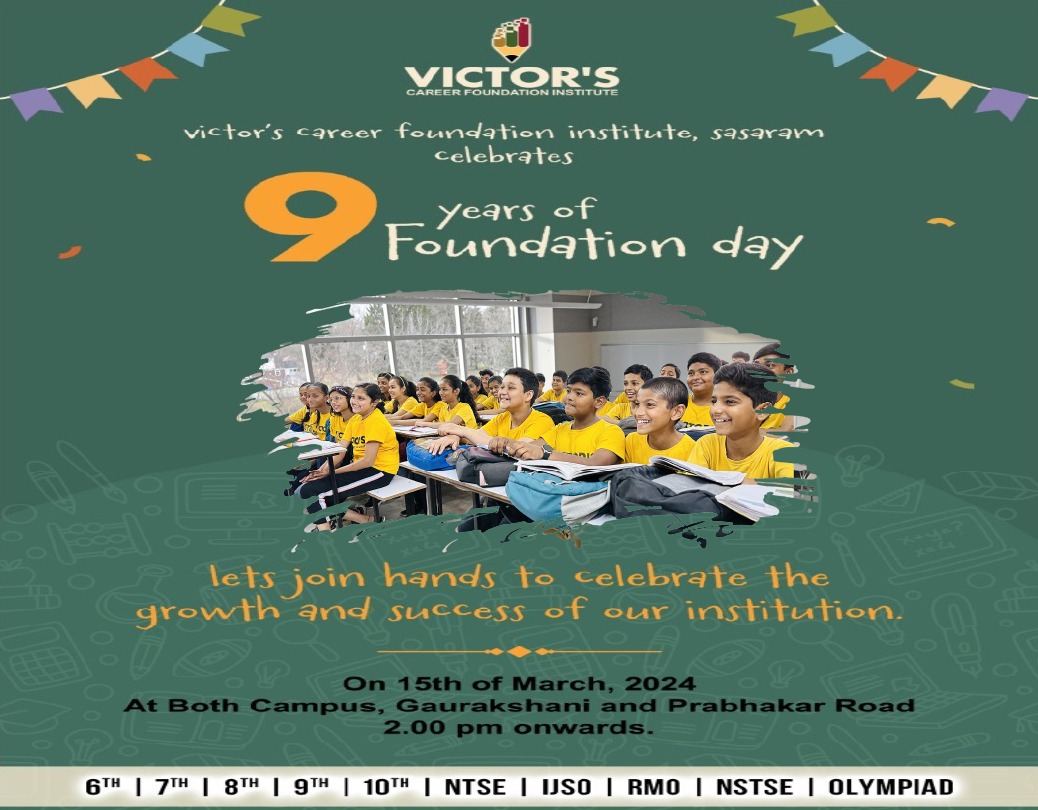 VICTOR'S
CAREER FOUNDATION INSTITUTE
victor's career foundation institute, sasaram
celebrates
9 years of
Foundation day
lets join hands to celebrate the
growth and success of our institution.
On 15th of March, 2024
At Both Campus, Gaurakshani and Prabhakar Road
2.00 pm onwards.
6TH | 7TH | 8TH | 9TH | 10TH | NTSE | IJSO | RMO | NSTSE | OLYMPIAD